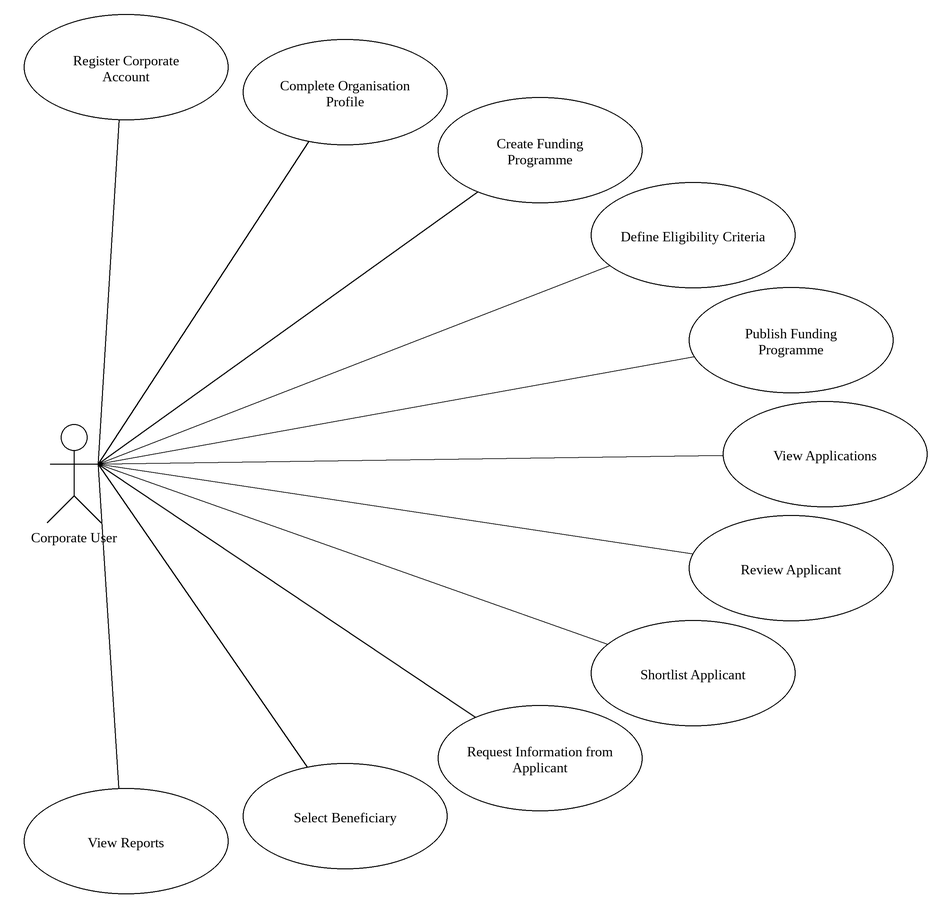 Register Corporate
Account
Complete Organisation
Profile
Create Funding
Programme
Define Eligibility Criteria
Publish Funding
Programme
View Applications
Corporate User
Review Applicant
Shortlist Applicant
Request Information from
Applicant
Select Beneficiary
View Reports